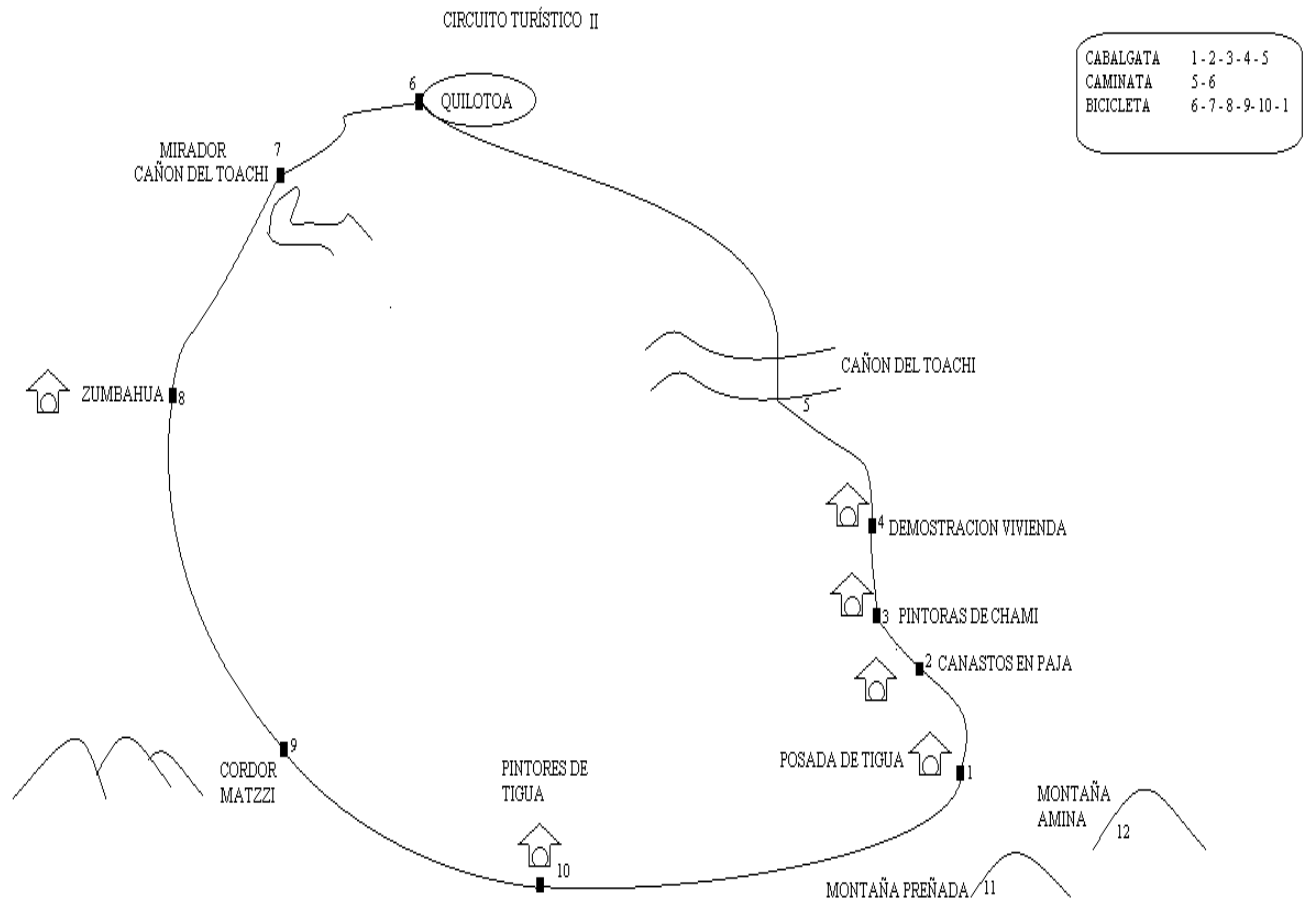 CIRCUITO TURÍSTICO II
CABALGATA 1-2-3-4-5
CAMINATA 5-6
BICICLETA 6-7-8-9-10-1
6
QUILOTOA
7
MIRADOR
CAÑON DEL TOACHI
CAÑON DEL TOACHI
5
ZUMBAHUA
8
4 DEMOSTRACION VIVIENDA
3 PINTORAS DE CHAMI
2 CANASTOS EN PAJA
POSADA DE TIGUA
1
9
CORDOR
MATZZI
PINTORES DE
TIGUA
10
MONTAÑA
AMINA
12
MONTAÑA PREÑADA
11